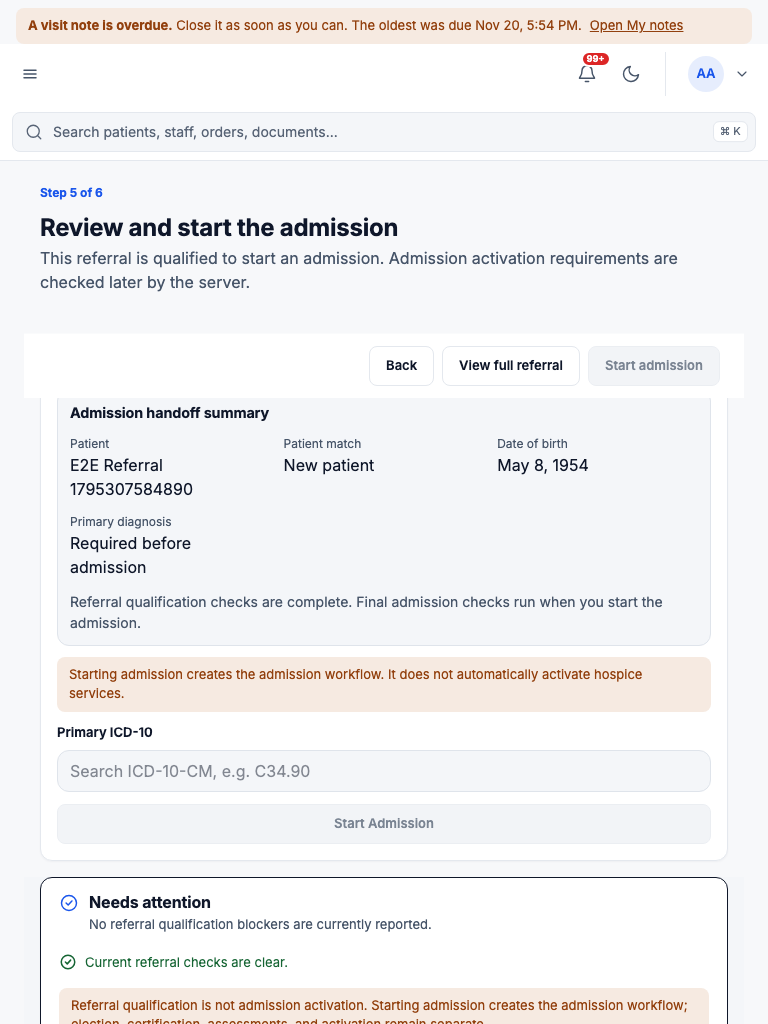 A visit note is overdue. Close it as soon as you can. The oldest was due Nov 20, 5:54 PM. Open My notes
99+
AA
Search patients, staff, orders, documents...
⌘ K
Step 5 of 6
Review and start the admission
This referral is qualified to start an admission. Admission activation requirements are
checked later by the server.
Back
View full referral
Start admission
Admission handoff summary
Patient
Patient match
Date of birth
E2E Referral
1795307584890
New patient
May 8, 1954
Primary diagnosis
Required before
admission
Referral qualification checks are complete. Final admission checks run when you start the
admission.
Starting admission creates the admission workflow. It does not automatically activate hospice
services.
Primary ICD-10
Search ICD-10-CM, e.g. C34.90
Start Admission
Needs attention
No referral qualification blockers are currently reported.
Current referral checks are clear.
Referral qualification is not admission activation. Starting admission creates the admission workflow;
election, certification, assessments, and activation remain separate.